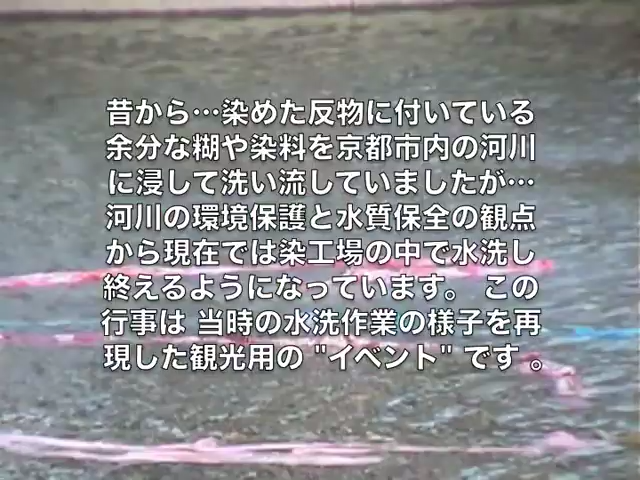 昔から…染めた反物に付いている
余分な糊や染料を京都市内の河川
に浸して洗い流していましたが…
河川の環境保護と水質保全の観点
から現在では染工場の中で水洗し
終えるようになっています。 この
行事は 当時の水洗作業の様子を再
現した観光用の "イベント" です 。